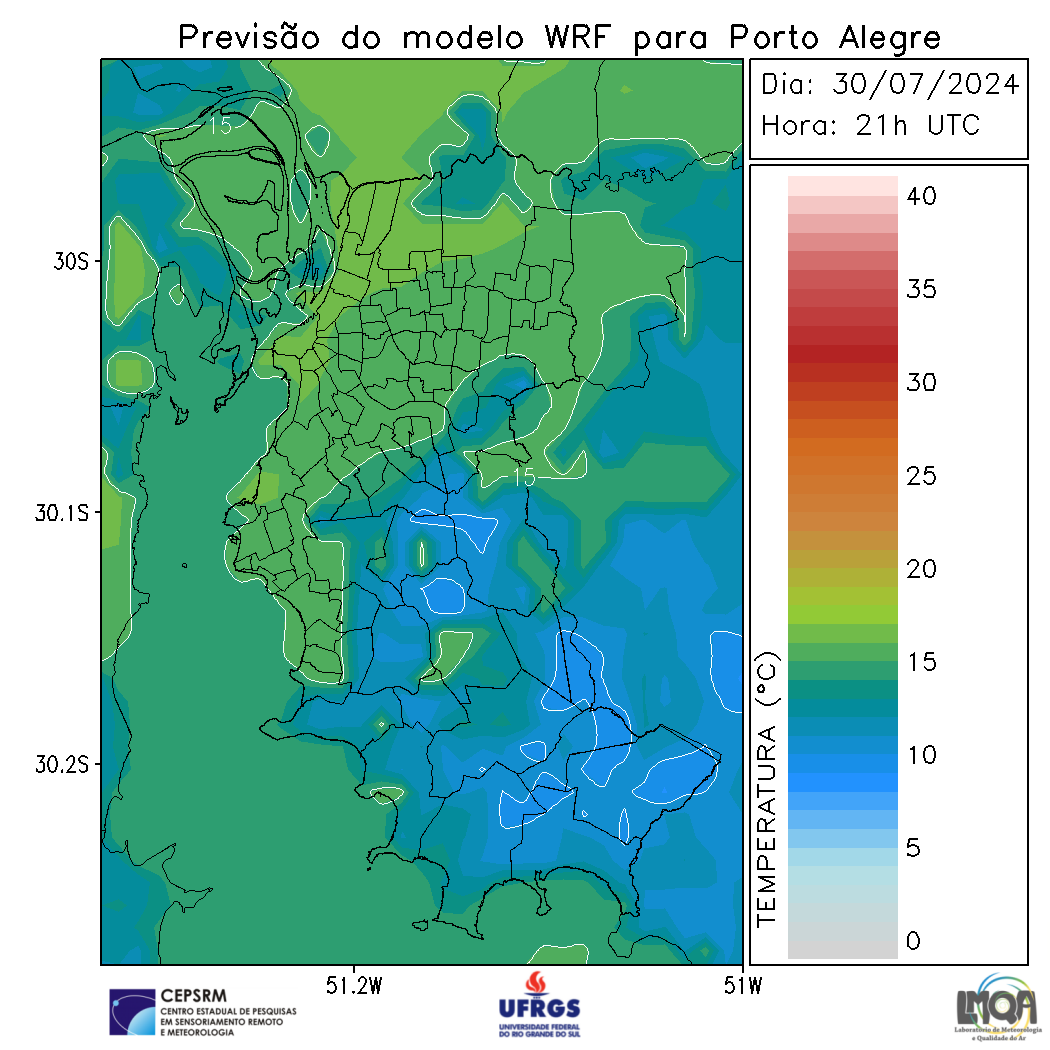 Previsão do modelo WRF para Porto Alegre
Dia: 30/07/2024
Hora: 21h UTC
15
15
30S
30.1S
30.2S
51.2W
51W
40
35
30
25
20
15
10
5
0
TEMPERATURA (°C)
CEPSRM
CENTRO ESTADUAL DE PESQUISAS
EM SENSORIAMENTO REMOTO
E METEOROLOGIA
UFRGS
UNIVERSIDADE FEDERAL
DO RIO GRANDE DO SUL
LMQA
Laboratório de Meteorologia
e Qualidade do Ar